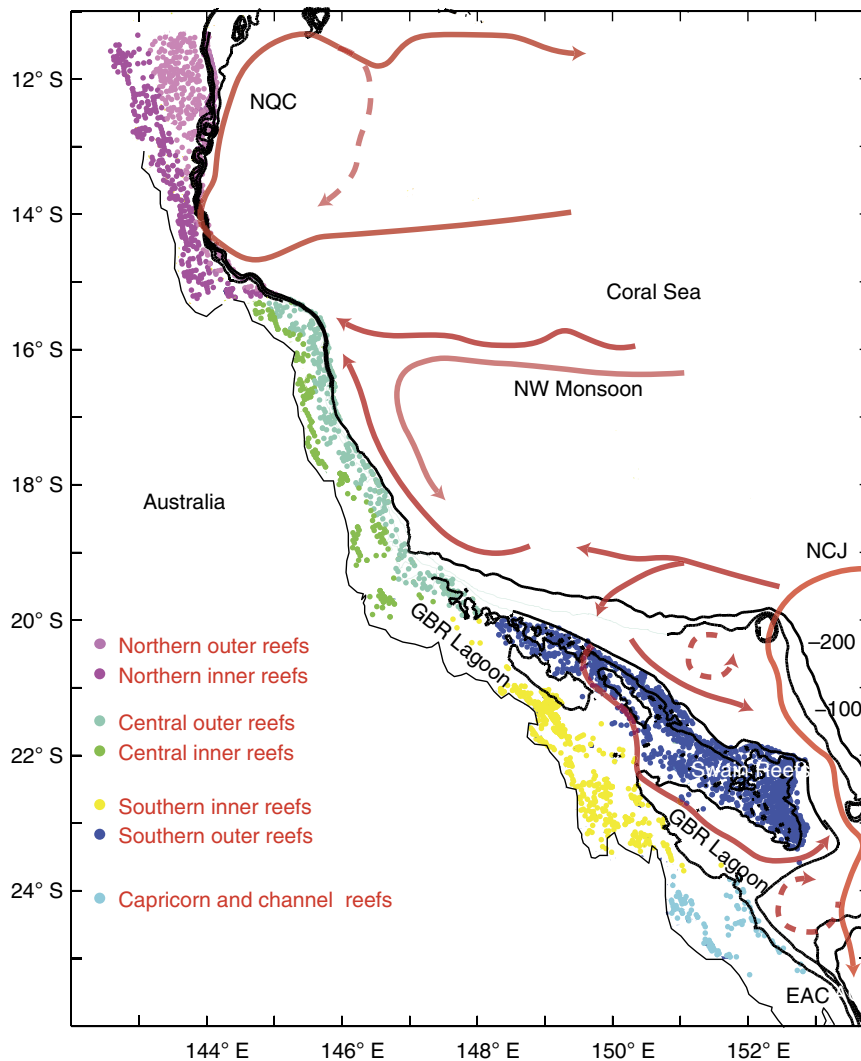 12° S
14° S
16° S
18° S
20° S
22° S
24° S
NQC
Coral Sea
NW Monsoon
Australia
NCJ
GBR Lagoon
–200
–100
Northern outer reefs
Northern inner reefs
Central outer reefs
Central inner reefs
Southern inner reefs
Southern outer reefs
Capricorn and channel reefs
Swain Reefs
GBR Lagoon
EAC
144° E
146° E
148° E
150° E
152° E